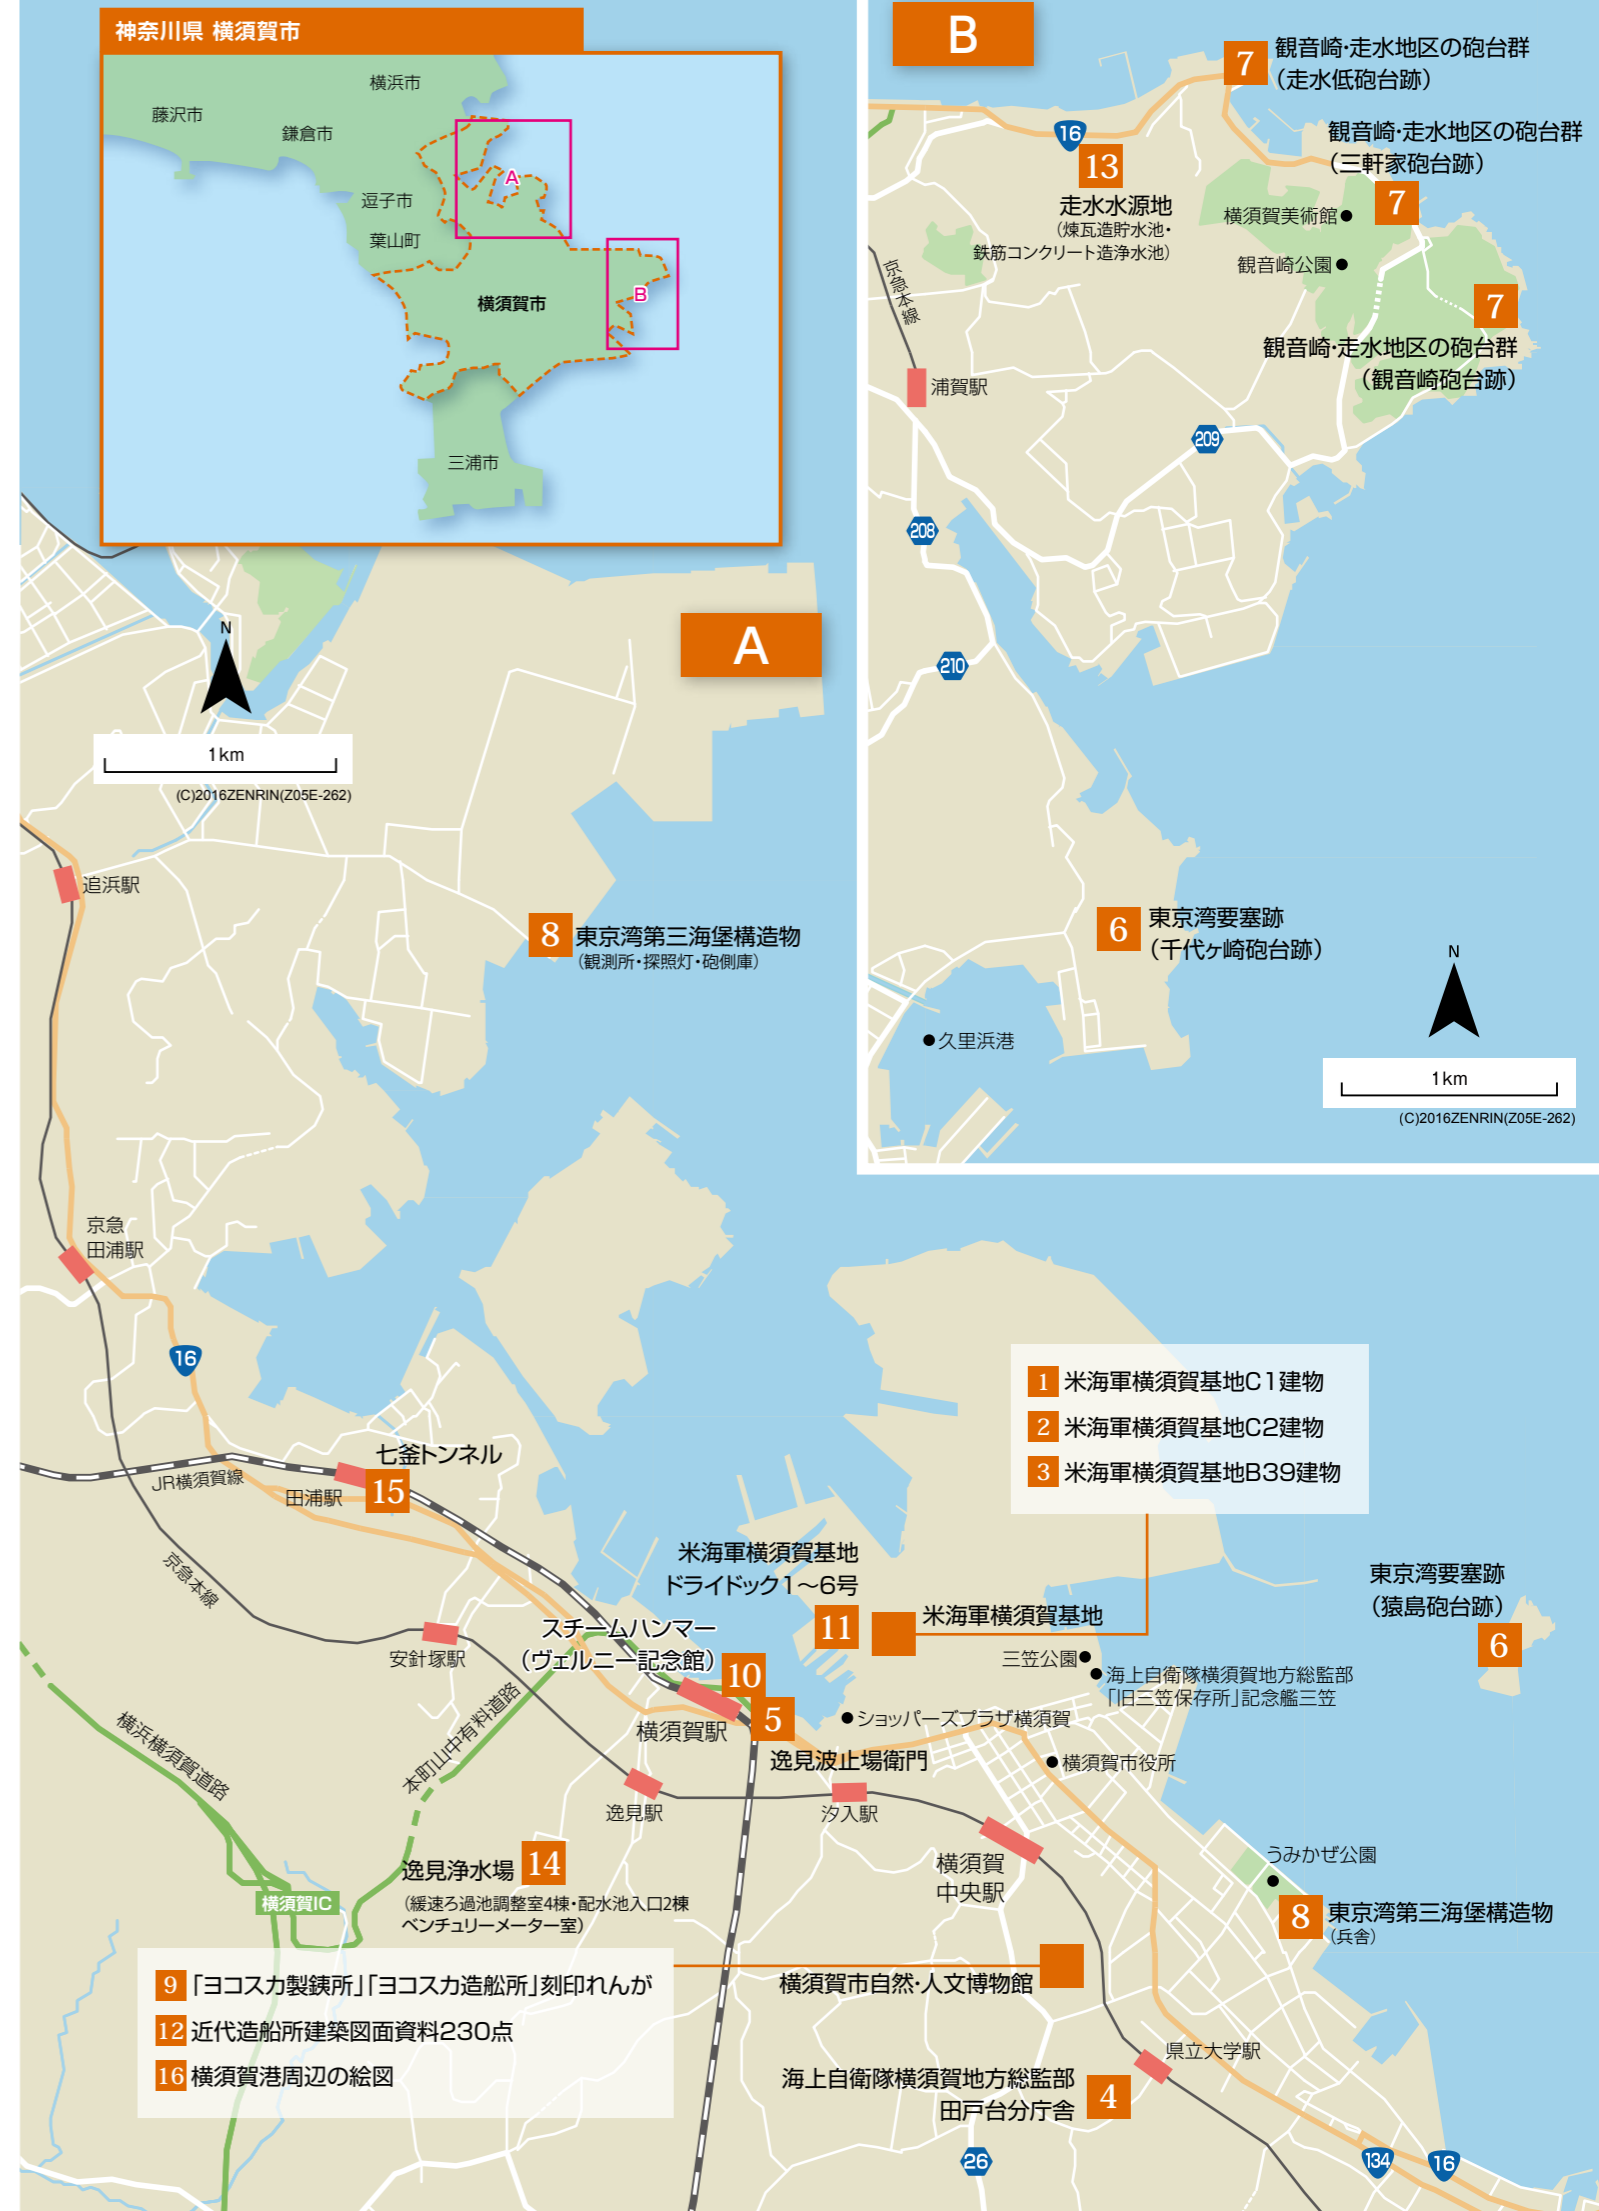 神奈川県 横須賀市
横浜市
藤沢市
鎌倉市
逗子市
葉山町
横須賀市
三浦市
A
B
B
7
観音崎・走水地区の砲台群
（走水低砲台跡）
観音崎・走水地区の砲台群
（三軒家砲台跡）
7
16
13
走水水源地
（煉瓦造貯水池・
鉄筋コンクリート造浄水池）
横須賀美術館
観音崎公園
7
観音崎・走水地区の砲台群
（観音崎砲台跡）
京急本線
浦賀駅
209
208
210
6
東京湾要塞跡
（千代ヶ崎砲台跡）
久里浜港
N
1km
(C)2016ZENRIN(Z05E-262)
A
N
1km
(C)2016ZENRIN(Z05E-262)
追浜駅
8
東京湾第三海堡構造物
（観測所・探照灯・砲側庫）
京急
田浦駅
16
1 米海軍横須賀基地C1建物
2 米海軍横須賀基地C2建物
3 米海軍横須賀基地B39建物
七釜トンネル
15
JR横須賀線
田浦駅
京急本線
安針塚駅
米海軍横須賀基地
ドライドック1～6号
11
米海軍横須賀基地
スチームハンマー
（ヴェルニー記念館）
10
5
横須賀駅
逸見波止場衛門
三笠公園
海上自衛隊横須賀地方総監部
「旧三笠保存所」記念艦三笠
ショッパーズプラザ横須賀
横須賀市役所
東京湾要塞跡
（猿島砲台跡）
6
横浜横須賀道路
本町山中有料道路
逸見駅
汐入駅
横須賀
中央駅
うみかぜ公園
8
東京湾第三海堡構造物
（兵舎）
逸見浄水場
14
（緩速ろ過池調整室4棟・配水池入口2棟
ベンチュリーメーター室）
横須賀IC
9 「ヨコスカ製銕所」「ヨコスカ造舩所」刻印れんが
12 近代造船所建築図面資料230点
16 横須賀港周辺の絵図
横須賀市自然・人文博物館
県立大学駅
海上自衛隊横須賀地方総監部
田戸台分庁舎
4
26
134
16